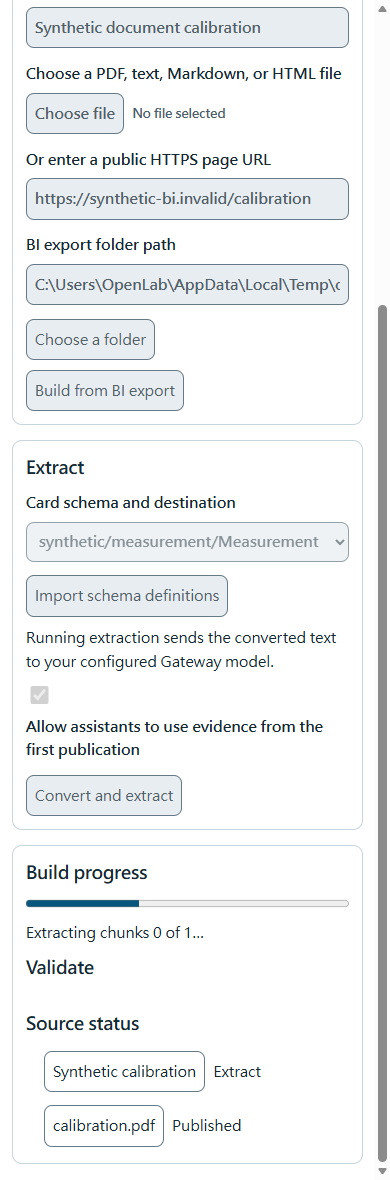 Synthetic document calibration
Choose a PDF, text, Markdown, or HTML file
Choose file No file selected
Or enter a public HTTPS page URL
https://synthetic-bi.invalid/calibration
BI export folder path
C:\Users\OpenLab\AppData\Local\Temp\
Choose a folder
Build from BI export
Extract
Card schema and destination
synthetic/measurement/Measurement
Import schema definitions
Running extraction sends the converted text
to your configured Gateway model.
Allow assistants to use evidence from the
first publication
Convert and extract
Build progress
Extracting chunks 0 of 1...
Validate
Source status
Synthetic calibration Extract
calibration.pdf Published